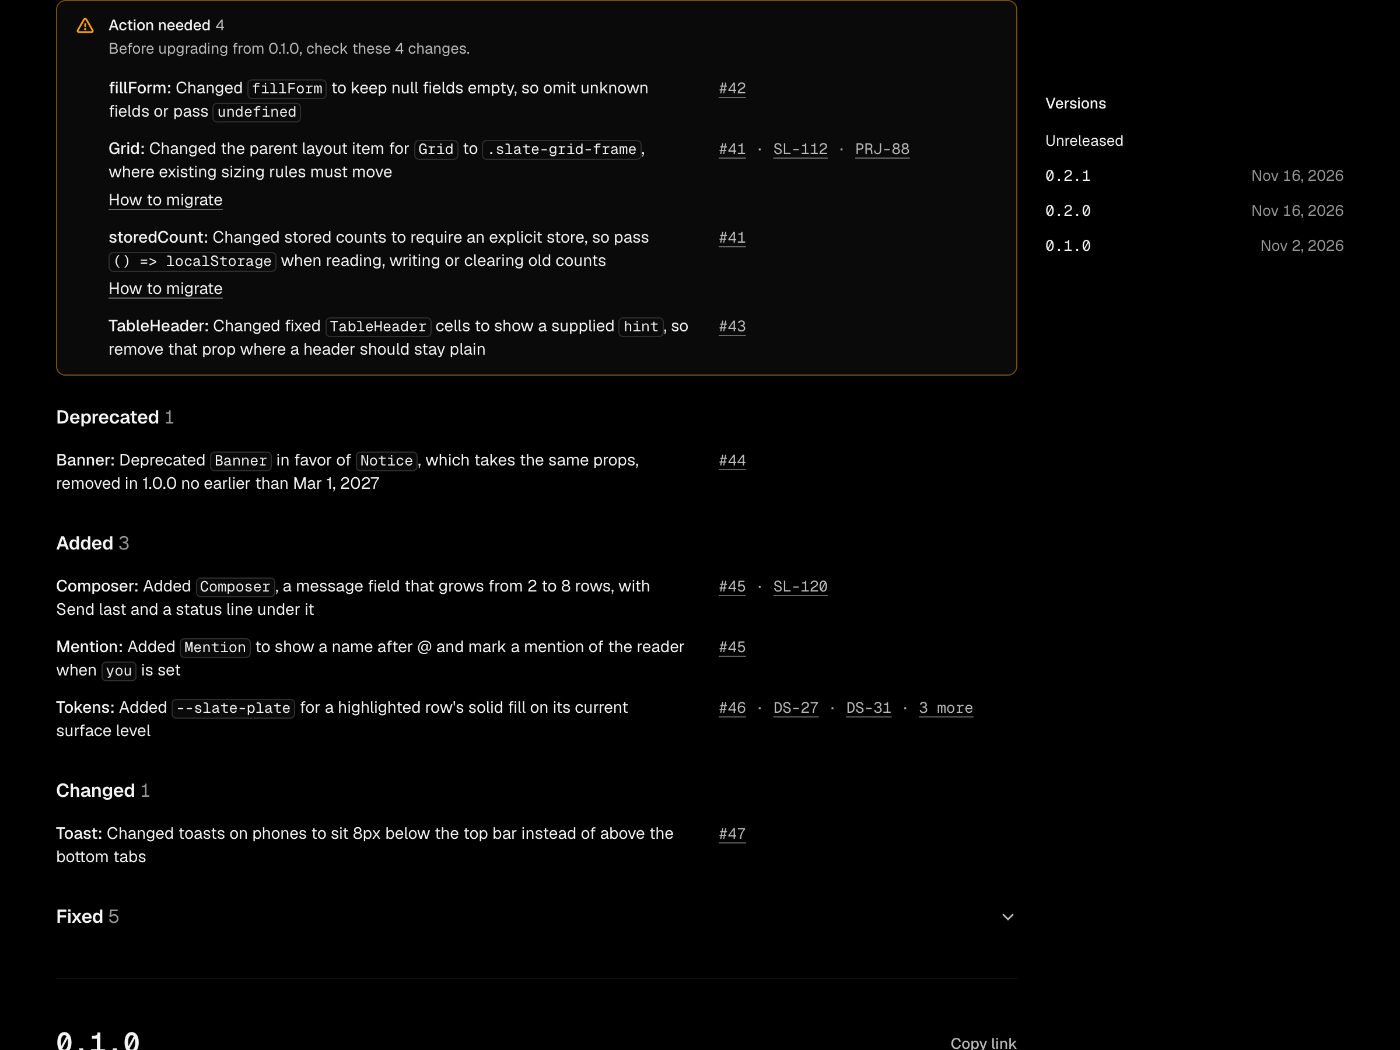 Action needed 4
Before upgrading from 0.1.0, check these 4 changes.
fillForm: Changed fillForm to keep null fields empty, so omit unknown
fields or pass undefined
#42
Grid: Changed the parent layout item for Grid to .slate-grid-frame,
where existing sizing rules must move
#41 · SL-112 · PRJ-88
How to migrate
storedCount: Changed stored counts to require an explicit store, so pass
() => localStorage when reading, writing or clearing old counts
#41
How to migrate
TableHeader: Changed fixed TableHeader cells to show a supplied hint, so
remove that prop where a header should stay plain
#43
Deprecated 1
Banner: Deprecated Banner in favor of Notice, which takes the same props,
removed in 1.0.0 no earlier than Mar 1, 2027
#44
Added 3
Composer: Added Composer, a message field that grows from 2 to 8 rows, with
Send last and a status line under it
#45 · SL-120
Mention: Added Mention to show a name after @ and mark a mention of the reader
when you is set
#45
Tokens: Added --slate-plate for a highlighted row's solid fill on its current
surface level
#46 · DS-27 · DS-31 · 3 more
Changed 1
Toast: Changed toasts on phones to sit 8px below the top bar instead of above the
bottom tabs
#47
Fixed 5
0.1.0
Copy link
Versions
Unreleased
0.2.1 Nov 16, 2026
0.2.0 Nov 16, 2026
0.1.0 Nov 2, 2026